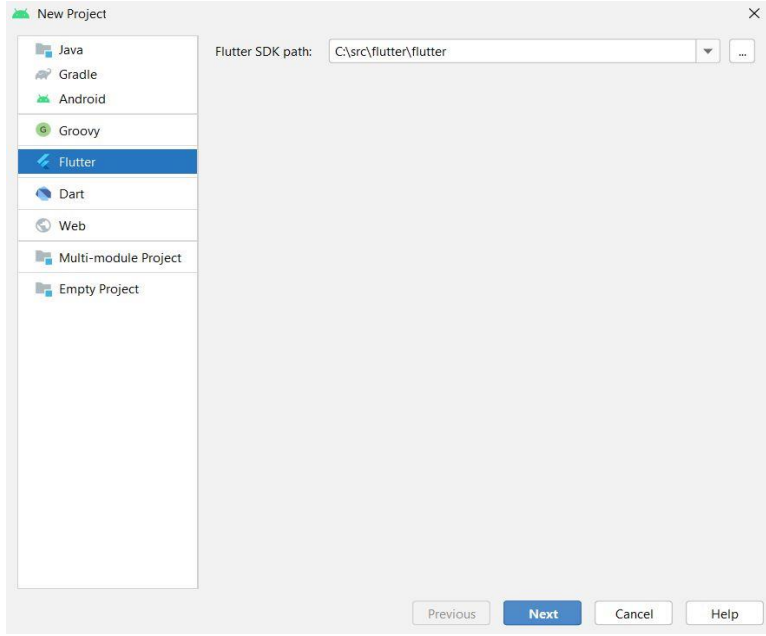 New Project
Java
Gradle
Android
G Groovy
Flutter
Dart
Web
Multi-module Project
Empty Project
Flutter SDK path: C:\src\flutter\flutter ...
Previous Next Cancel Help